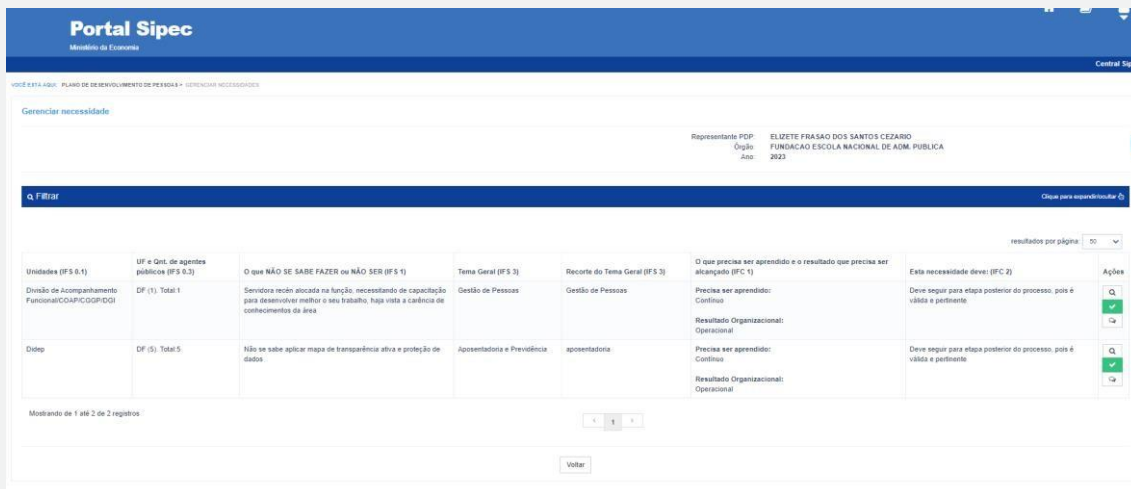 Portal Sipec
Ministério da Economia
Central Sip
VOCÊ ESTÁ AQUI: PLANO DE DESENVOLVIMENTO DE PESSOAS > GERENCIAR NECESSIDADES
Gerenciar necessidade
Representante PDP: ELIZETE FRASAO DOS SANTOS CEZARIO
Órgão: FUNDACAO ESCOLA NACIONAL DE ADM. PUBLICA
Ano: 2023
Filtrar
Clique para expandir/ocultar
resultados por página: 50
Unidades (IFS 0.1)
UF e Qnt. de agentes
públicos (IFS 0.3)
O que NÃO SE SABE FAZER ou NÃO SER (IFS 1)
Tema Geral (IFS 3)
Recorte do Tema Geral (IFS 3)
O que precisa ser aprendido e o resultado que precisa ser
alcançado (IFC 1)
Esta necessidade deve: (IFC 2)
Ações
Divisão de Acompanhamento
Funcional/COAP/CGGP/DGI
DF (1). Total:1
Servidora recén alocada na função, necessitando de capacitação
para desenvolver melhor o seu trabalho, haja vista a carência de
conhecimentos da área
Gestão de Pessoas
Gestão de Pessoas
Precisa ser aprendido:
Contínuo
Resultado Organizacional:
Operacional
Deve seguir para etapa posterior do processo, pois é
válida e pertinente
Didep
DF (5). Total:5
Não se sabe aplicar mapa de transparência ativa e proteção de
dados
Aposentadoria e Previdência
aposentadoria
Precisa ser aprendido:
Contínuo
Resultado Organizacional:
Operacional
Deve seguir para etapa posterior do processo, pois é
válida e pertinente
Mostrando de 1 até 2 de 2 registros
< 1 >
Voltar